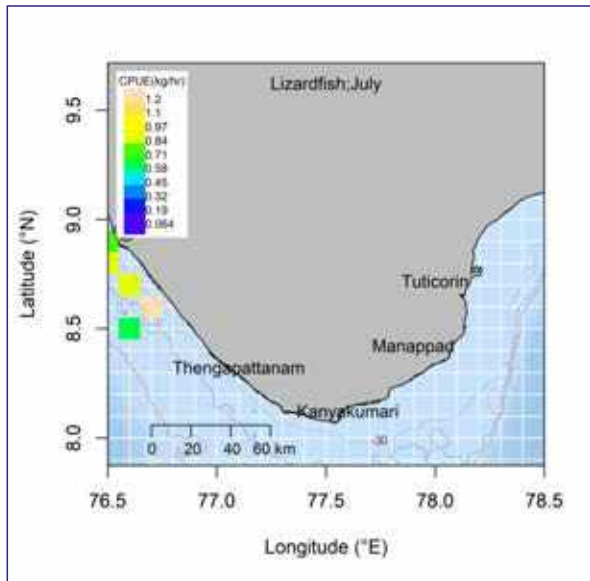 Lizardfish;July
CPUE(kg/hr)
1.2
1.1
0.97
0.84
0.71
0.58
0.45
0.32
0.19
0.064
9.5
9.0
8.5
8.0
Latitude (°N)
Tuticorin
Manappad
Thengapattanam
Kanyakumari
-30
0 20 40 60 km
76.5 77.0 77.5 78.0 78.5
Longitude (°E)